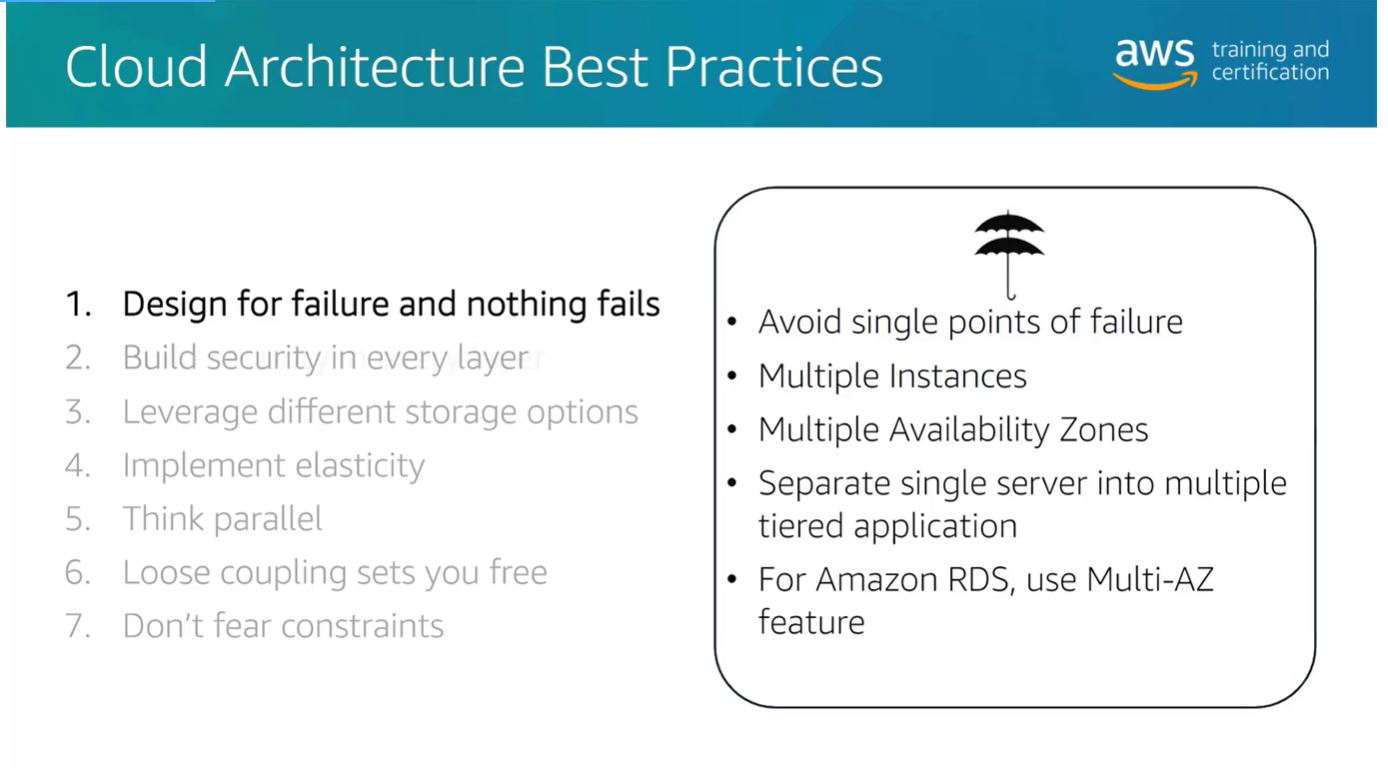 Cloud Architecture Best Practices
aws training and
certification
1. Design for failure and nothing fails
2. Build security in every layer
3. Leverage different storage options
4. Implement elasticity
5. Think parallel
6. Loose coupling sets you free
7. Don't fear constraints
• Avoid single points of failure
• Multiple Instances
• Multiple Availability Zones
• Separate single server into multiple
tiered application
• For Amazon RDS, use Multi-AZ
feature